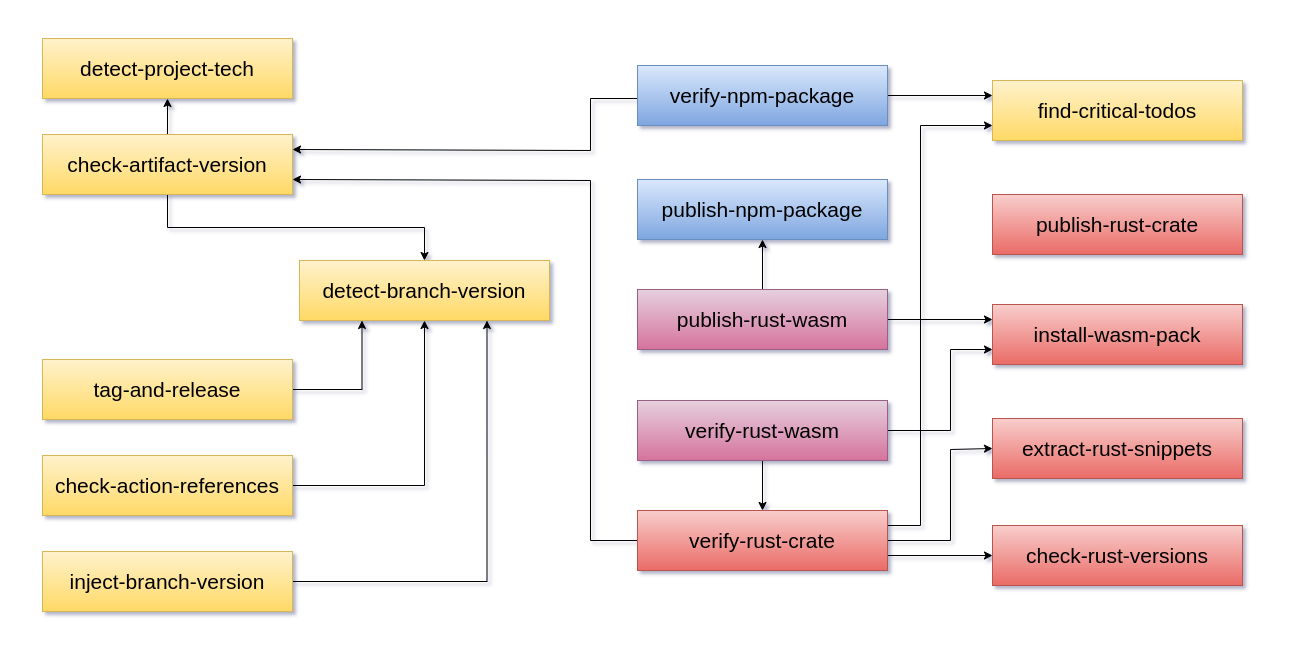 detect-project-tech
check-artifact-version
detect-branch-version
tag-and-release
check-action-references
inject-branch-version
verify-npm-package
publish-npm-package
publish-rust-wasm
verify-rust-wasm
verify-rust-crate
find-critical-todos
publish-rust-crate
install-wasm-pack
extract-rust-snippets
check-rust-versions